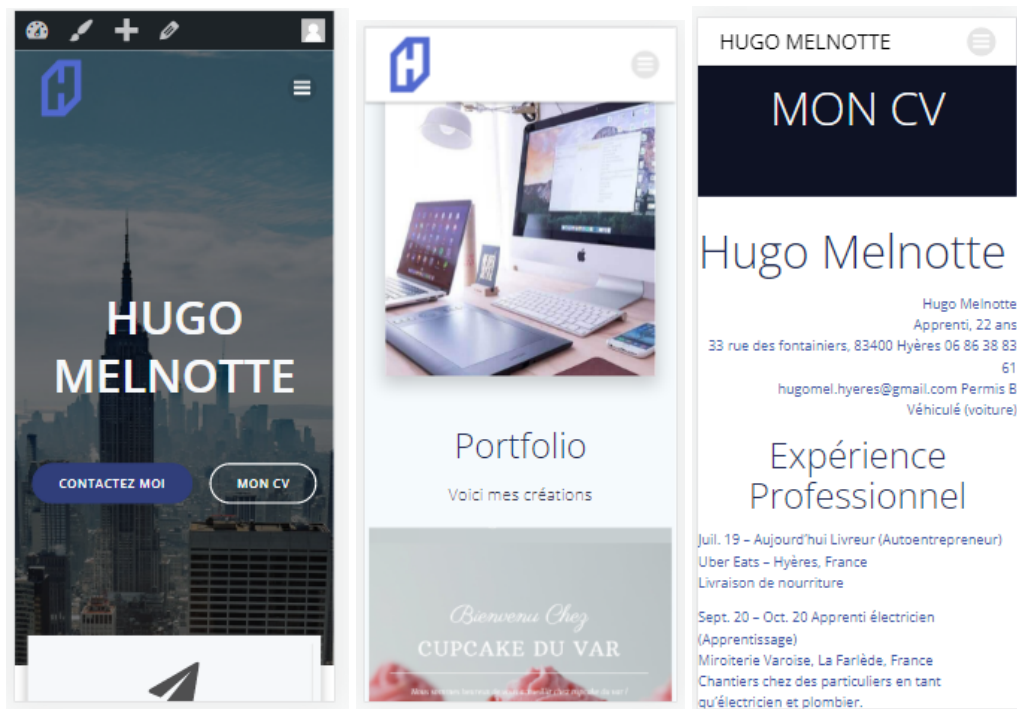 HUGO
MELNOTTE
CONTACTEZ MOI
MON CV
Portfolio
Voici mes créations
Bienvenu Chez
CUPCAKE DU VAR
HUGO MELNOTTE
MON CV
Hugo Melnotte
Hugo Melnotte
Apprenti, 22 ans
33 rue des fontainiers, 83400 Hyères 06 86 38 83
61
hugomel.hyeres@gmail.com Permis B
Véhiculé (voiture)
Expérience
Professionnel
Juil. 19 – Aujourd'hui Livreur (Autoentrepreneur)
Uber Eats – Hyères, France
Livraison de nourriture
Sept. 20 – Oct. 20 Apprenti électricien
(Apprentissage)
Miroiterie Varoise, La Farlède, France
Chantiers chez des particuliers en tant
qu'électricien et plombier.